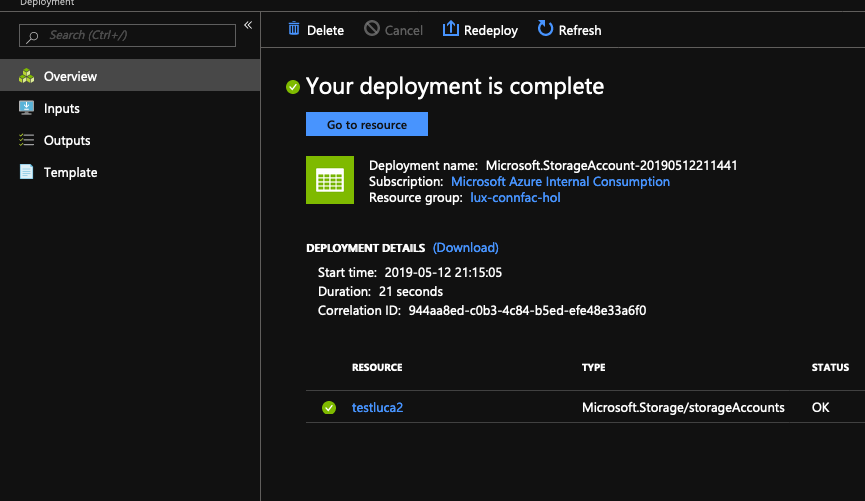 Deployment
Search (Ctrl+/)
«
Delete
Cancel
Redeploy
Refresh
Overview
Inputs
Outputs
Template
Your deployment is complete
Go to resource
Deployment name: Microsoft.StorageAccount-20190512211441
Subscription: Microsoft Azure Internal Consumption
Resource group: lux-connfac-hol
DEPLOYMENT DETAILS (Download)
Start time: 2019-05-12 21:15:05
Duration: 21 seconds
Correlation ID: 944aa8ed-c0b3-4c84-b5ed-efe48e33a6f0
RESOURCE TYPE STATUS
testluca2 Microsoft.Storage/storageAccounts OK